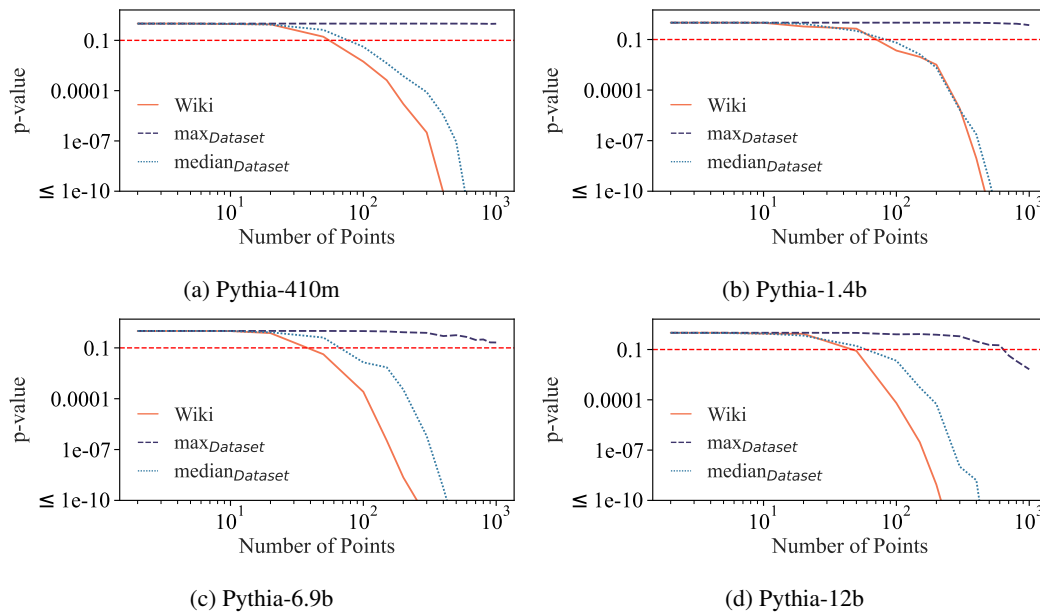 0.1
0.0001
1e-07
≤ 1e-10
p-value
Wiki
max_Dataset
median_Dataset
10^1
10^2
10^3
Number of Points
(a) Pythia-410m
0.1
0.0001
1e-07
≤ 1e-10
p-value
Wiki
max_Dataset
median_Dataset
10^1
10^2
10^3
Number of Points
(b) Pythia-1.4b
0.1
0.0001
1e-07
≤ 1e-10
p-value
Wiki
max_Dataset
median_Dataset
10^1
10^2
10^3
Number of Points
(c) Pythia-6.9b
0.1
0.0001
1e-07
≤ 1e-10
p-value
Wiki
max_Dataset
median_Dataset
10^1
10^2
10^3
Number of Points
(d) Pythia-12b